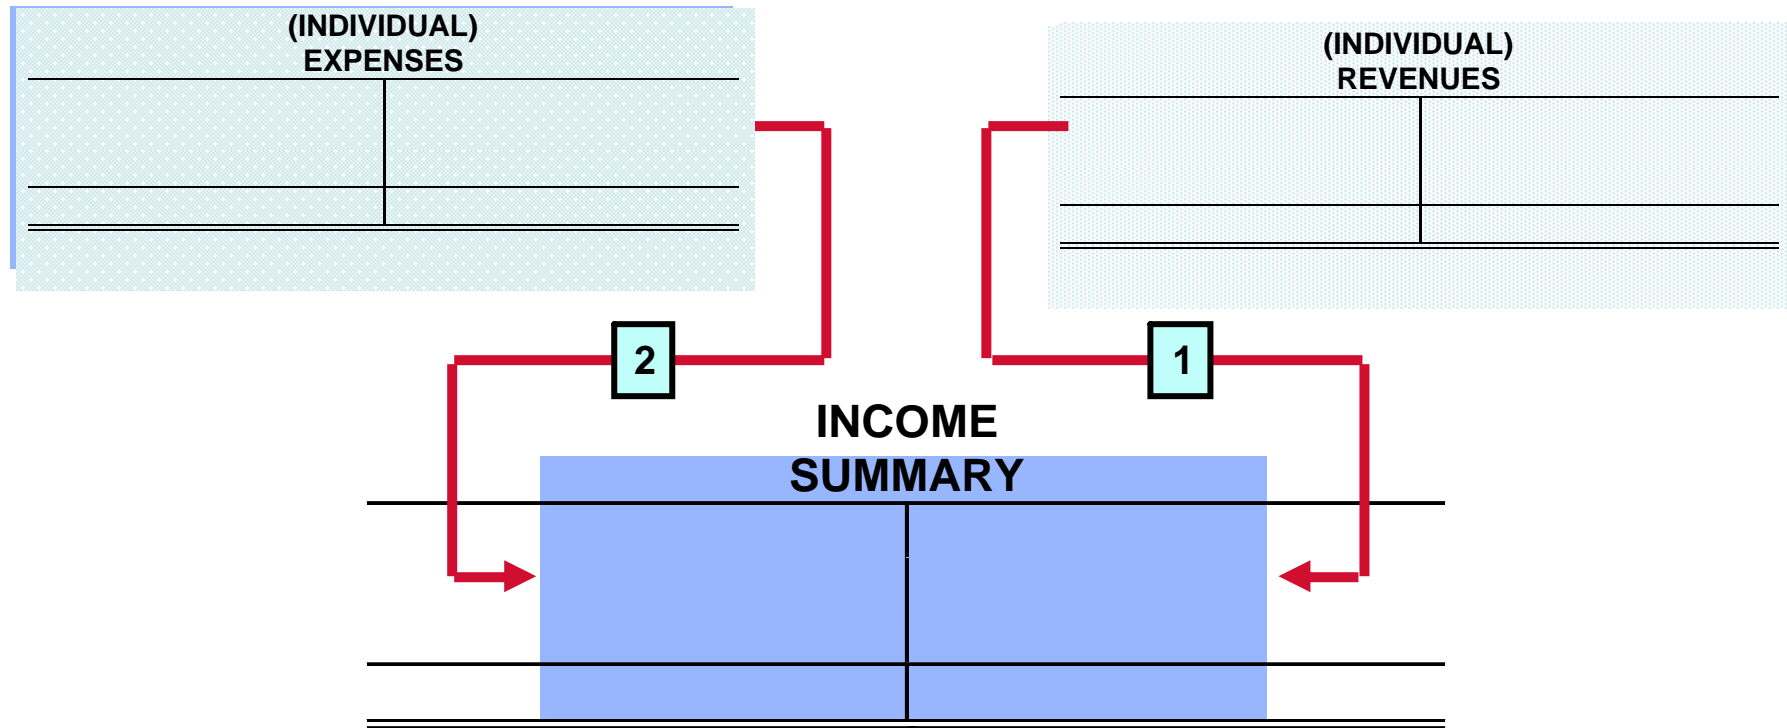 (INDIVIDUAL)
EXPENSES
(INDIVIDUAL)
REVENUES
2
1
INCOME
SUMMARY